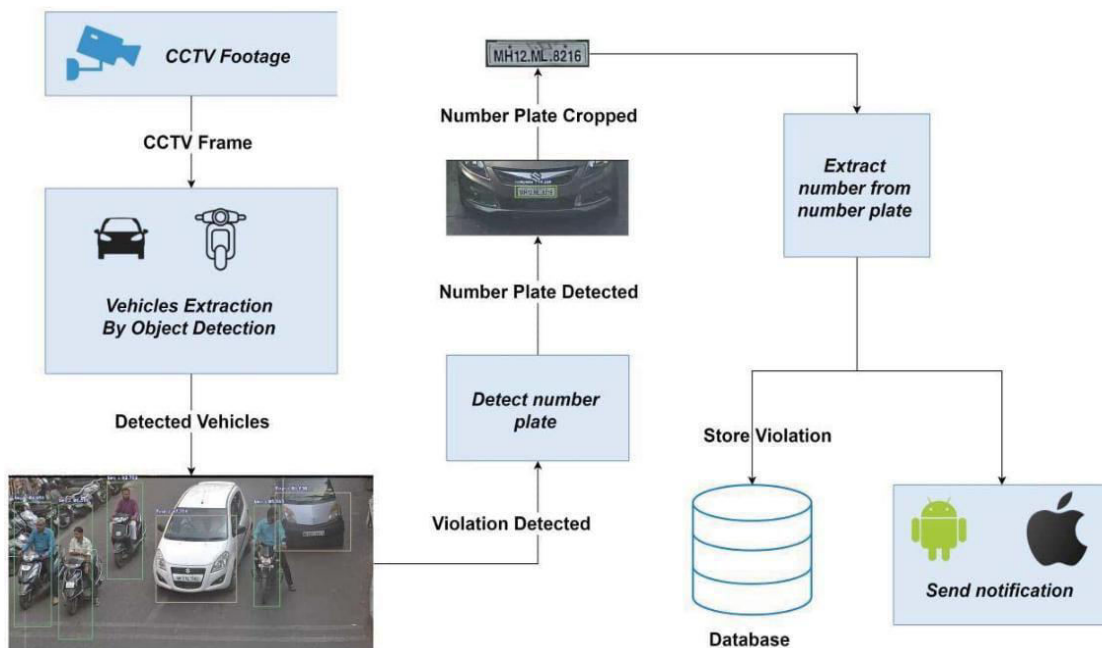 CCTV Footage
CCTV Frame
Vehicles Extraction
By Object Detection
Detected Vehicles
Violation Detected
Detect number
plate
Number Plate Detected
Number Plate Cropped
MH12.ML.8216
Extract
number from
number plate
Store Violation
Database
Send notification